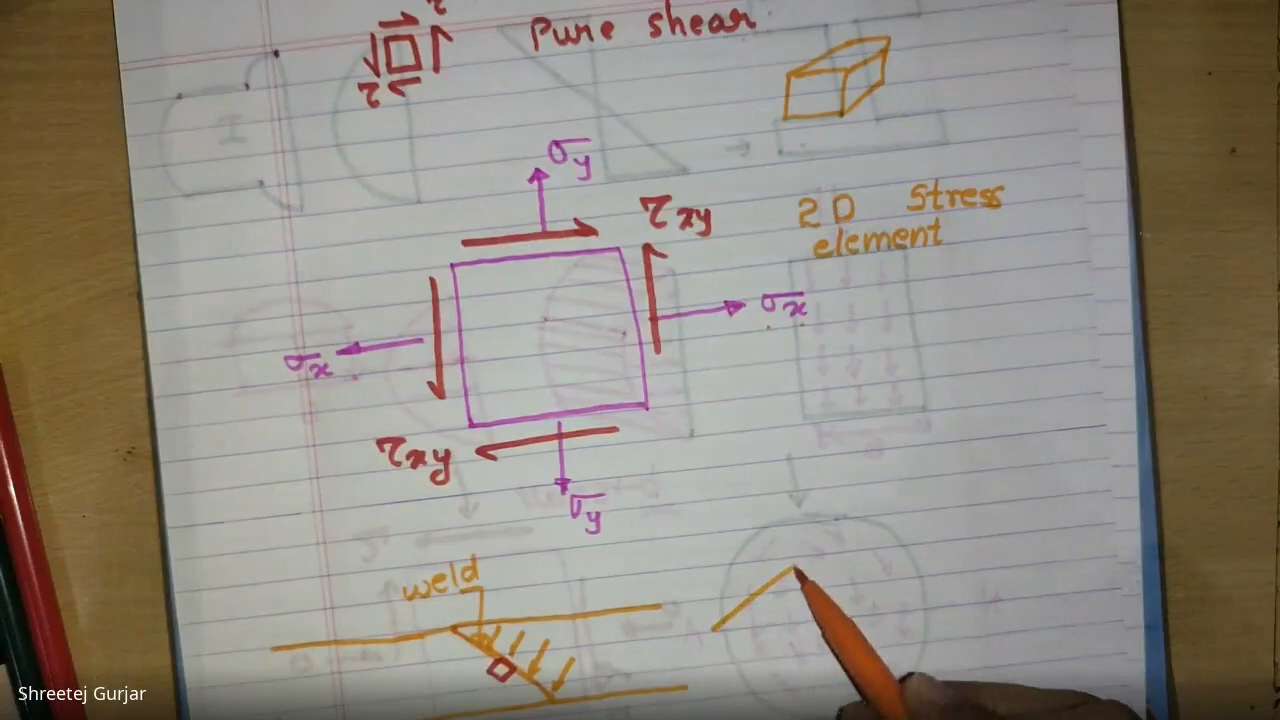 τ
Pure shear
τ
σy
τxy
2D Stress
element
σx
σx
τxy
σy
weld
Shreetej Gurjar